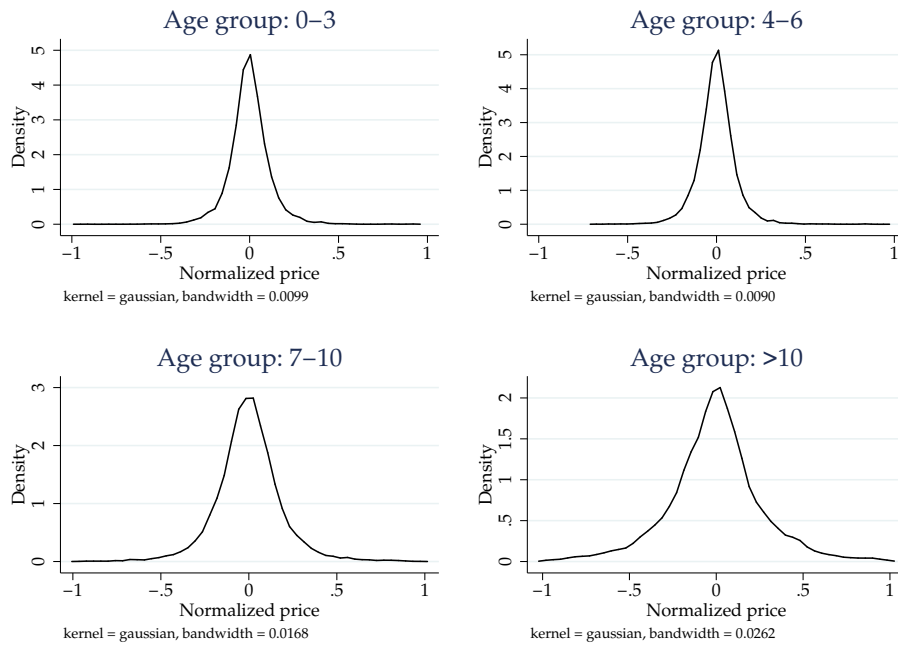 Age group: 0−3
Density
0 1 2 3 4 5
−1 −.5 0 .5 1
Normalized price
kernel = gaussian, bandwidth = 0.0099
Age group: 4−6
Density
0 1 2 3 4 5
−1 −.5 0 .5 1
Normalized price
kernel = gaussian, bandwidth = 0.0090
Age group: 7−10
Density
0 1 2 3
−1 −.5 0 .5 1
Normalized price
kernel = gaussian, bandwidth = 0.0168
Age group: >10
Density
0 .5 1 1.5 2
−1 −.5 0 .5 1
Normalized price
kernel = gaussian, bandwidth = 0.0262